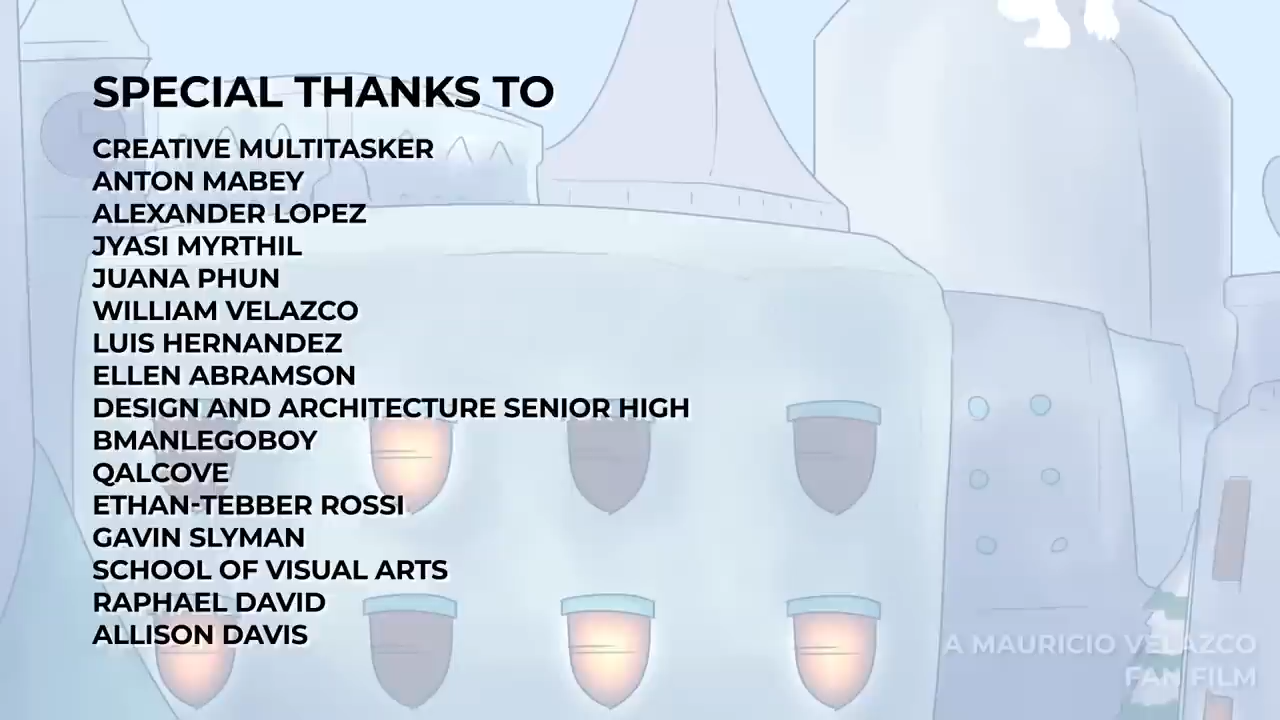 SPECIAL THANKS TO
CREATIVE MULTITASKER
ANTON MABEY
ALEXANDER LOPEZ
JYASI MYRTHIL
JUANA PHUN
WILLIAM VELAZCO
LUIS HERNANDEZ
ELLEN ABRAMSON
DESIGN AND ARCHITECTURE SENIOR HIGH
BMANLEGOBOY
QALCOVE
ETHAN-TEBBER ROSSI
GAVIN SLYMAN
SCHOOL OF VISUAL ARTS
RAPHAEL DAVID
ALLISON DAVIS
A MAURICIO VELAZCO
FAN FILM